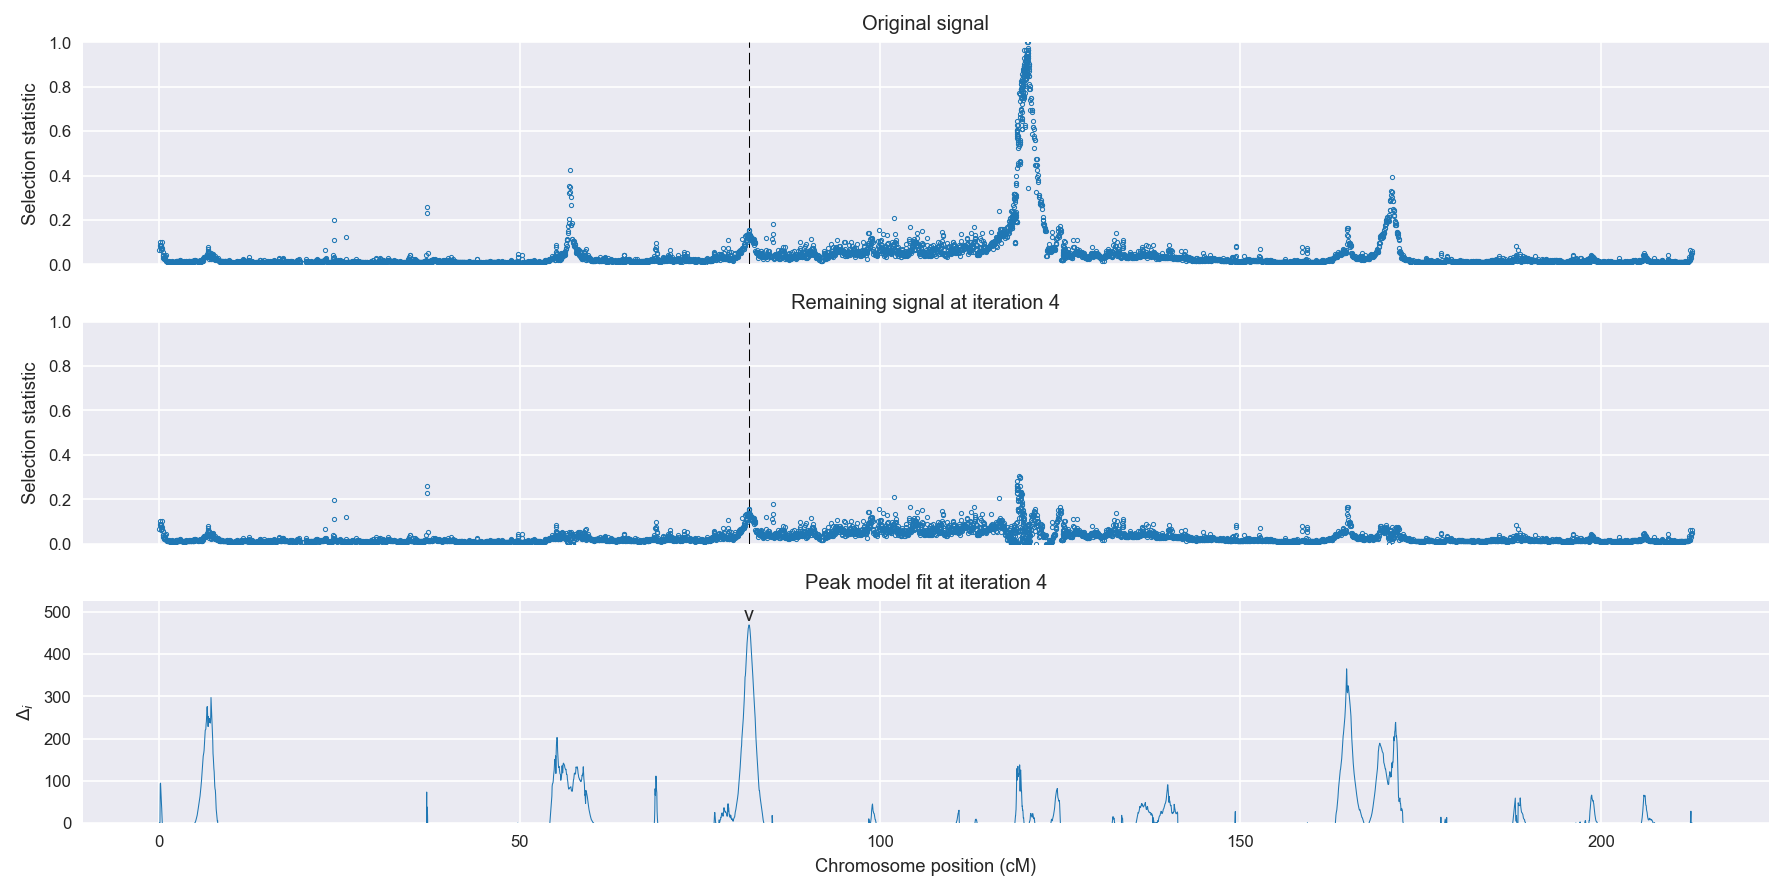 Original signal
1.0
0.8
0.6
0.4
0.2
0.0
Selection statistic
Remaining signal at iteration 4
1.0
0.8
0.6
0.4
0.2
0.0
Selection statistic
Peak model fit at iteration 4
v
500
400
300
200
100
0
Δi
0 50 100 150 200
Chromosome position (cM)